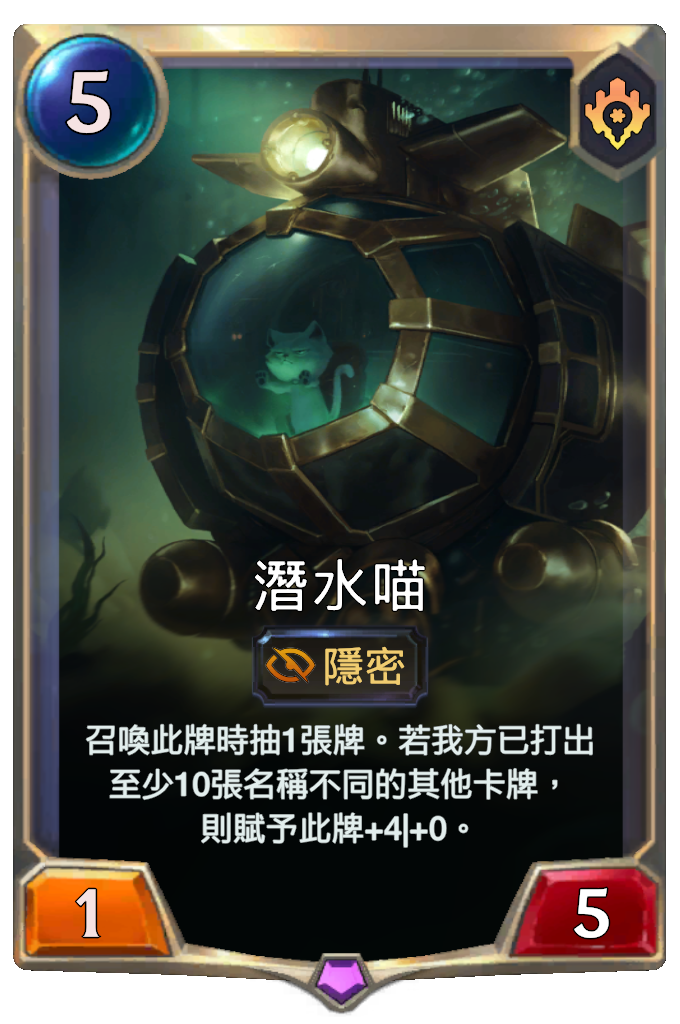 5
潛水喵
隱密
召喚此牌時抽1張牌。若我方已打出
至少10張名稱不同的其他卡牌，
則賦予此牌+4|+0。
1
5